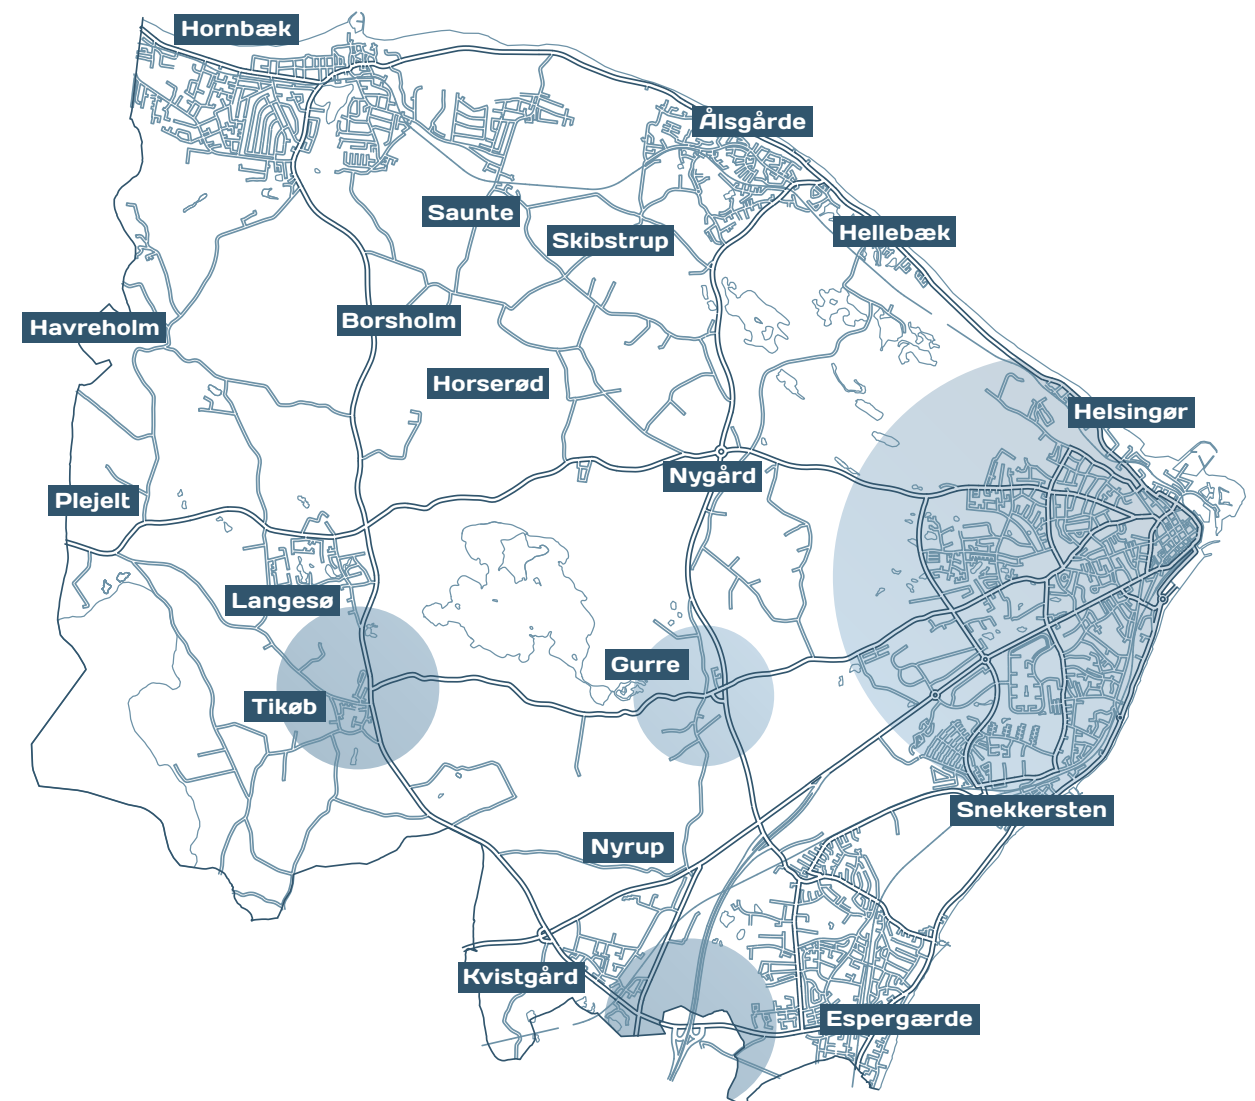 Hornbæk
Ålsgårde
Saunte
Skibstrup
Hellebæk
Havreholm
Borsholm
Horserød
Helsingør
Nygård
Plejelt
Langesø
Gurre
Tikøb
Snekkersten
Nyrup
Kvistgård
Espergærde